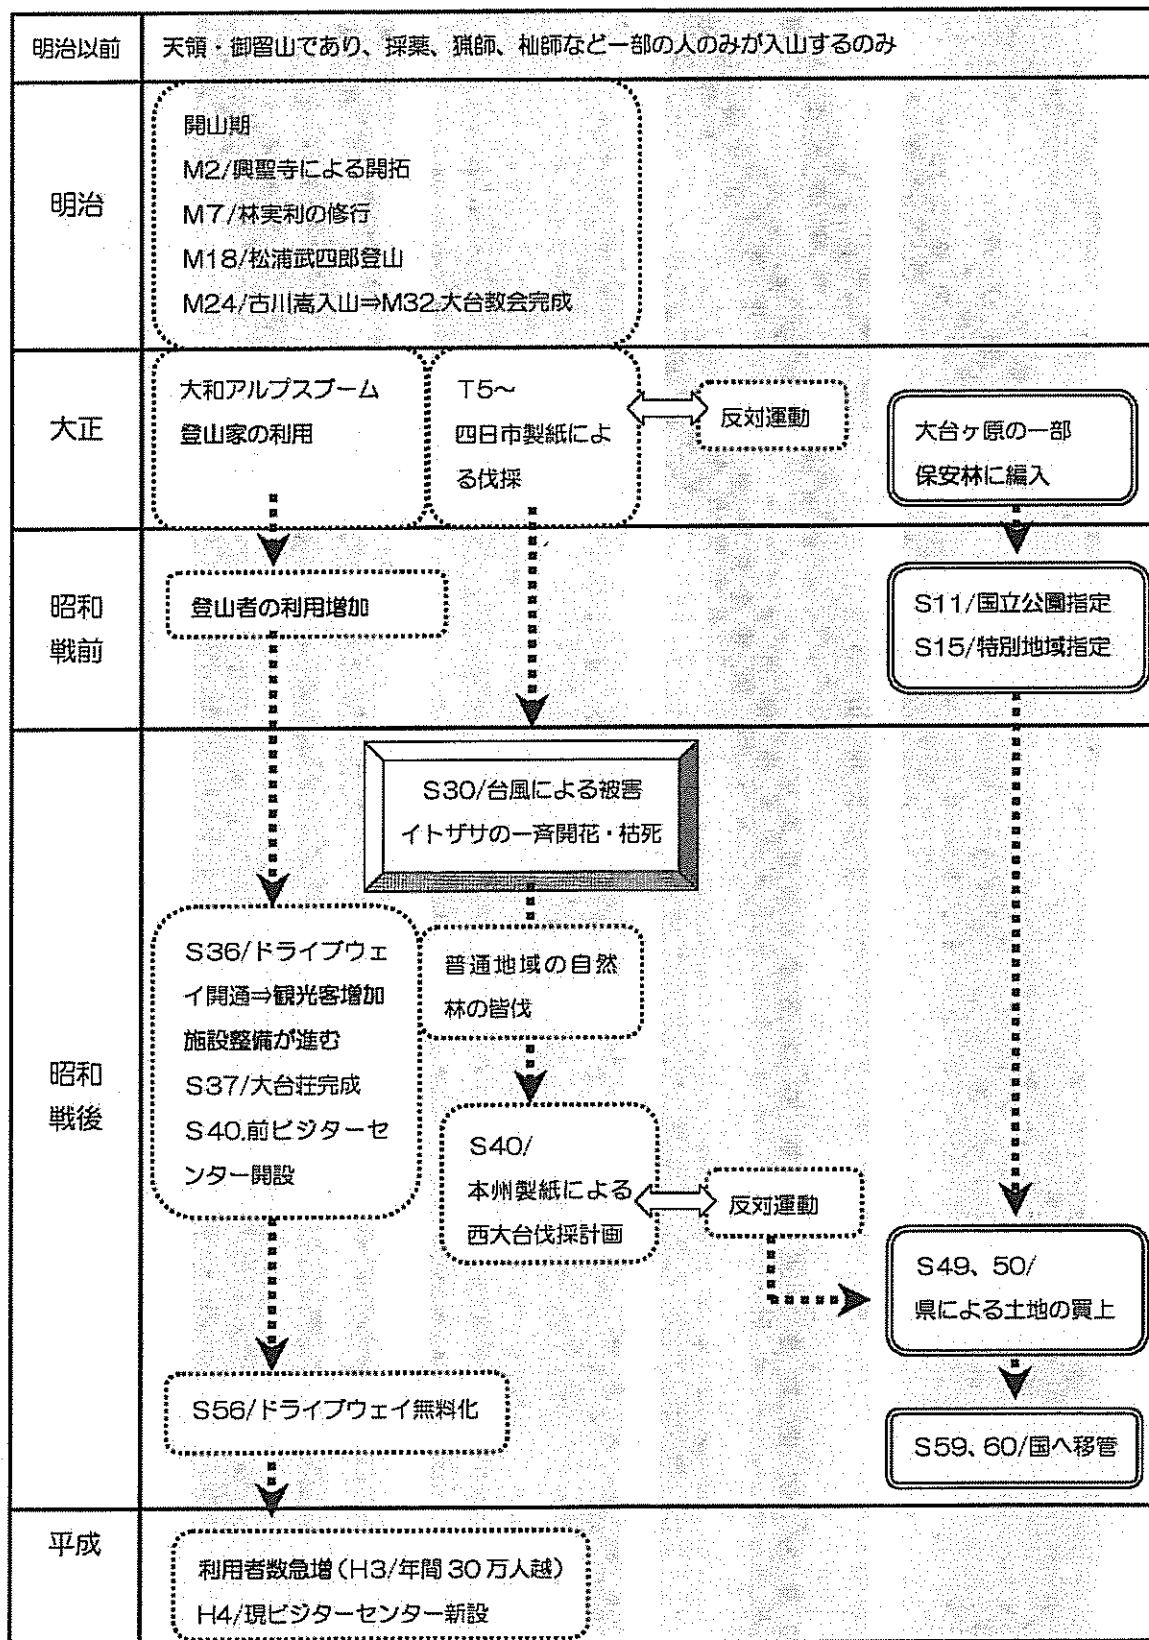 明治以前
天領・御留山であり、採薬、猟師、杣師など一部の人のみが入山するのみ
明治
開山期
M2/興聖寺による開拓
M7/林実利の修行
M18/松浦武四郎登山
M24/古川嵩入山⇒M32.大台教会完成
大正
大和アルプスブーム
登山家の利用
T5～
四日市製紙によ
る伐採
反対運動
大台ヶ原の一部
保安林に編入
昭和
戦前
登山者の利用増加
S11/国立公園指定
S15/特別地域指定
昭和
戦後
S30/台風による被害
イトザサの一斉開花・枯死
S36/ドライブウェ
イ開通⇒観光客増加
施設整備が進む
S37/大台荘完成
S40.前ビジターセ
ンター開設
普通地域の自然
林の皆伐
S40/
本州製紙による
西大台伐採計画
反対運動
S49、50/
県による土地の買上
S56/ドライブウェイ無料化
S59、60/国へ移管
平成
利用者数急増（H3/年間30万人越）
H4/現ビジターセンター新設